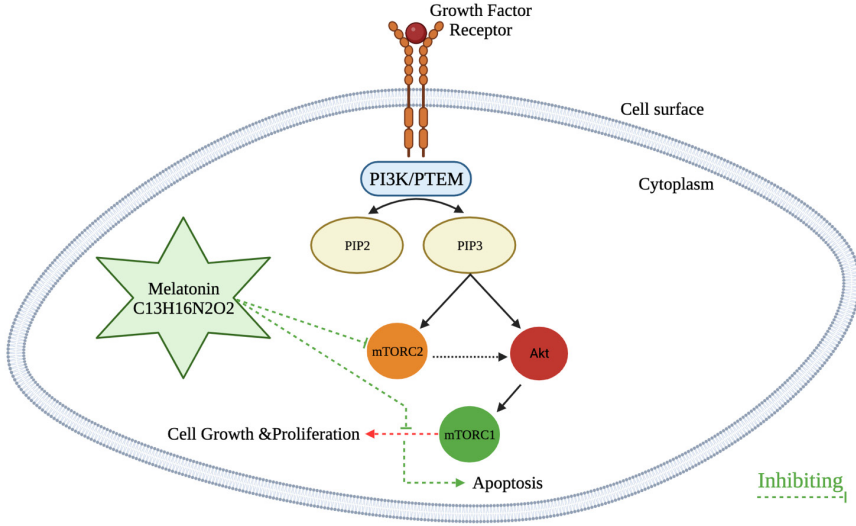 Growth Factor
Receptor
Cell surface
PI3K/PTEM
Cytoplasm
PIP2
PIP3
Melatonin
C13H16N2O2
mTORC2
Akt
Cell Growth &Proliferation
mTORC1
Apoptosis
Inhibiting